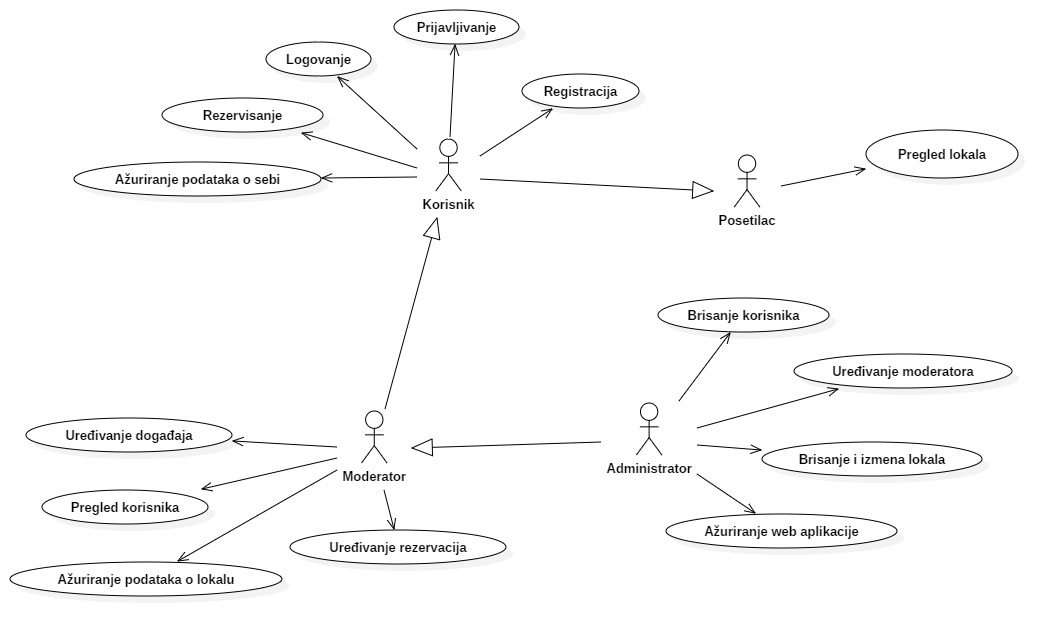 Prijavljivanje
Logovanje
Registracija
Rezervisanje
Pregled lokala
Ažuriranje podataka o sebi
Korisnik
Posetilac
Brisanje korisnika
Uređivanje moderatora
Uređivanje događaja
Brisanje i izmena lokala
Administrator
Moderator
Pregled korisnika
Ažuriranje web aplikacije
Uređivanje rezervacija
Ažuriranje podataka o lokalu